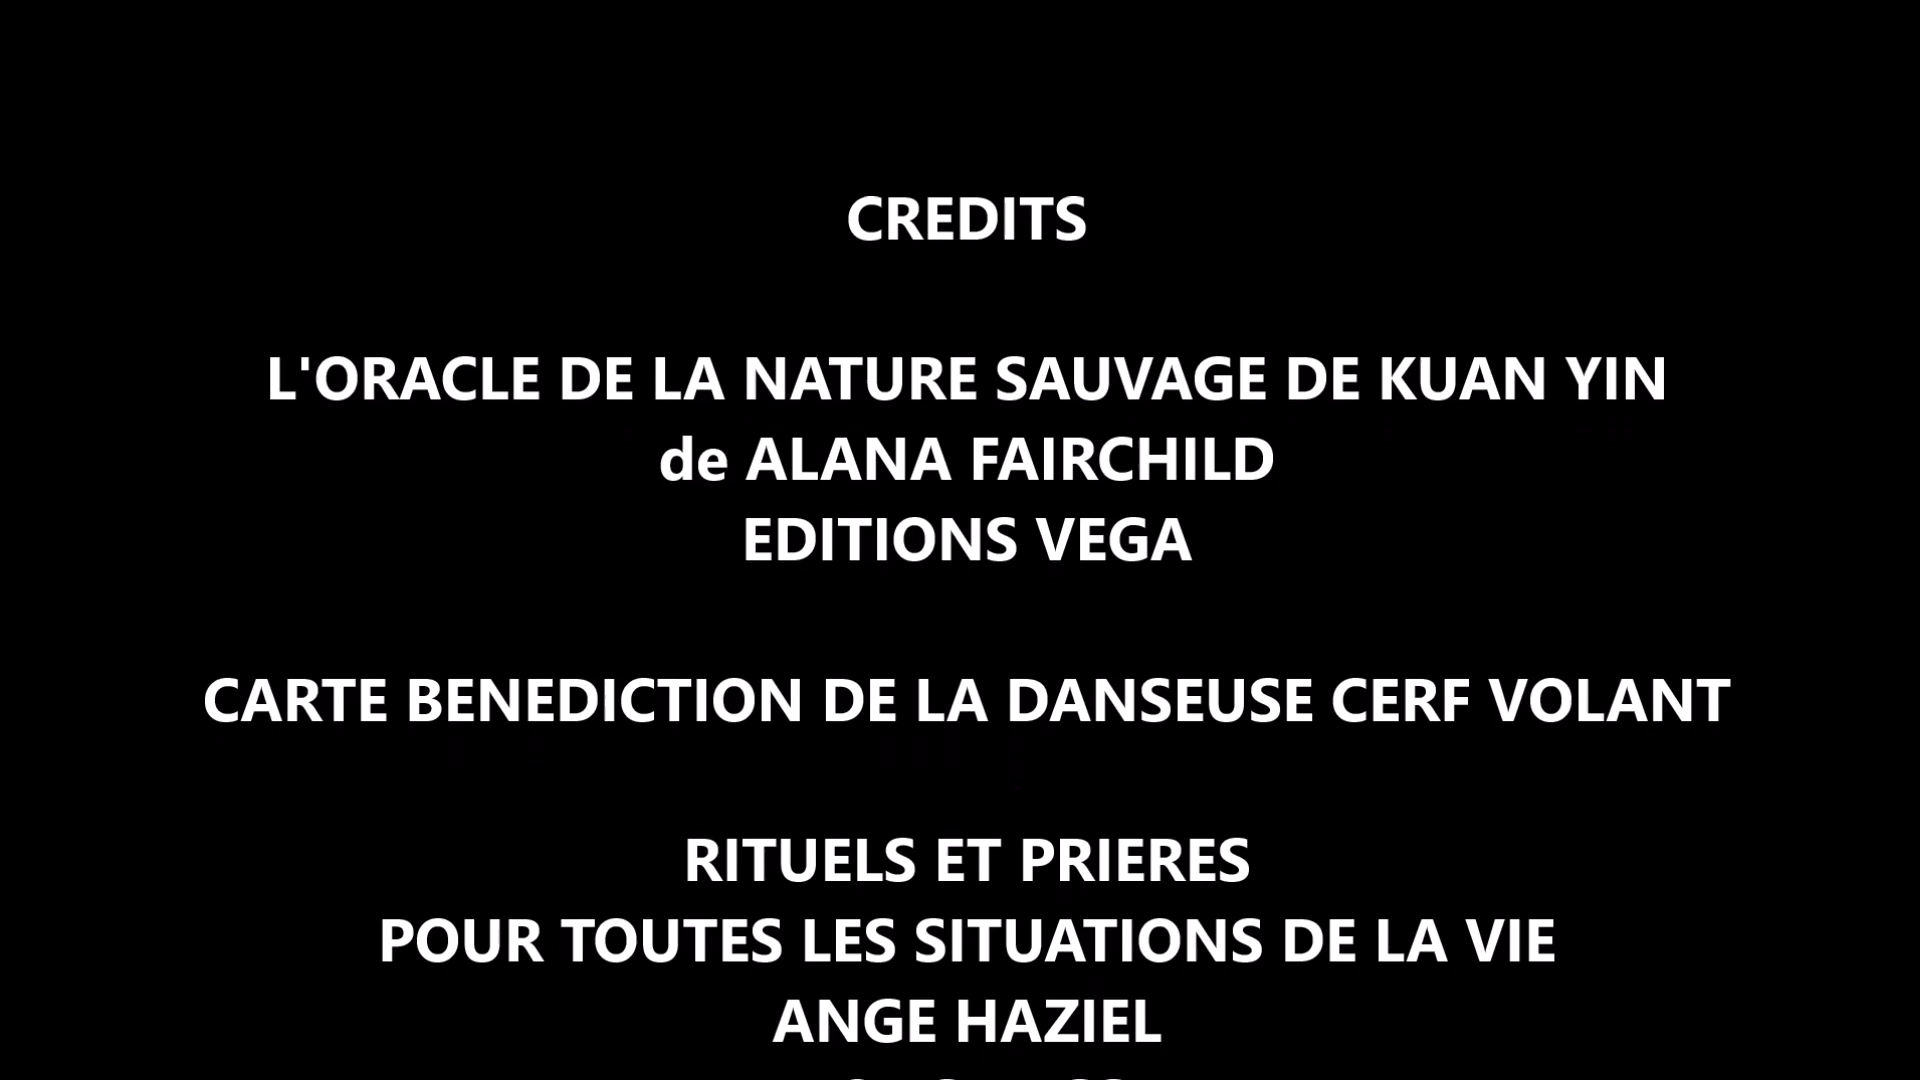 CREDITS
L'ORACLE DE LA NATURE SAUVAGE DE KUAN YIN
de ALANA FAIRCHILD
EDITIONS VEGA
CARTE BENEDICTION DE LA DANSEUSE CERF VOLANT
RITUELS ET PRIERES
POUR TOUTES LES SITUATIONS DE LA VIE
ANGE HAZIEL